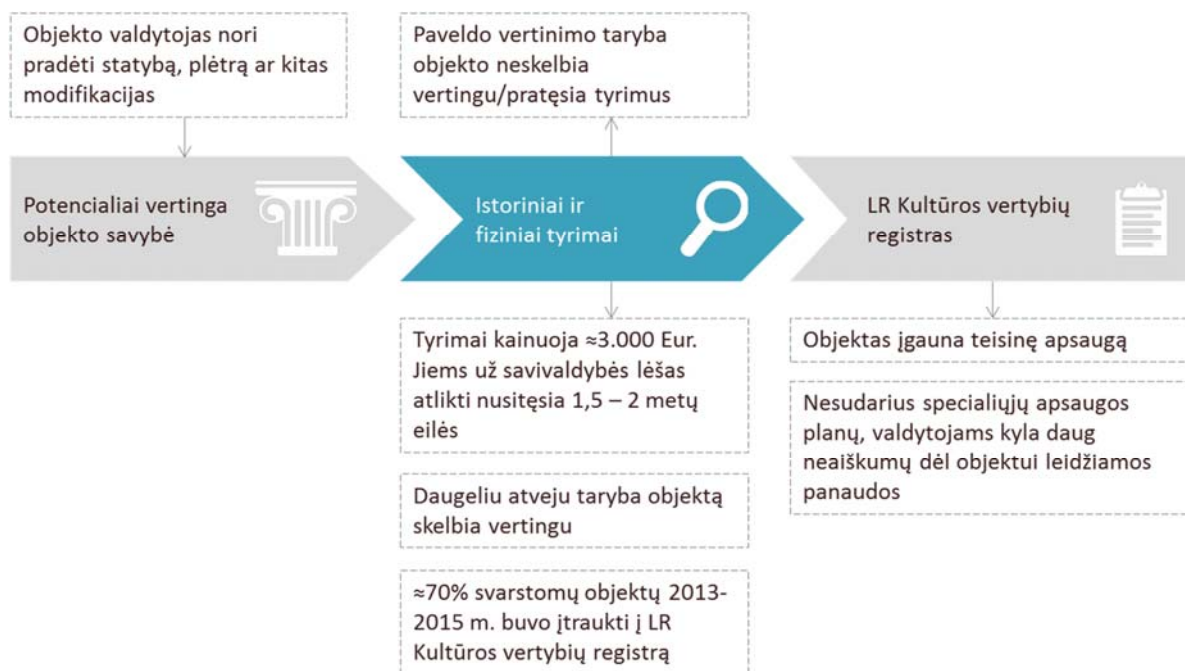 Objekto valdytojas nori
pradėti statybą, plėtrą ar kitas
modifikacijas
Paveldo vertinimo taryba
objekto neskelbia
vertingu/pratęsia tyrimus
Potencialiai vertinga
objekto savybė
Istoriniai ir
fiziniai tyrimai
LR Kultūros vertybių
registras
Tyrimai kainuoja ≈3.000 Eur.
Jiems už savivaldybės lėšas
atlikti nusitęsia 1,5 – 2 metų
eilės
Daugeliu atveju taryba objektą
skelbia vertingu
≈70% svarstomų objektų 2013-
2015 m. buvo įtraukti į LR
Kultūros vertybių registrą
Objektas įgauna teisinę apsaugą
Nesudarius specialiųjų apsaugos
planų, valdytojams kyla daug
neaiškumų dėl objektui leidžiamos
panaudos